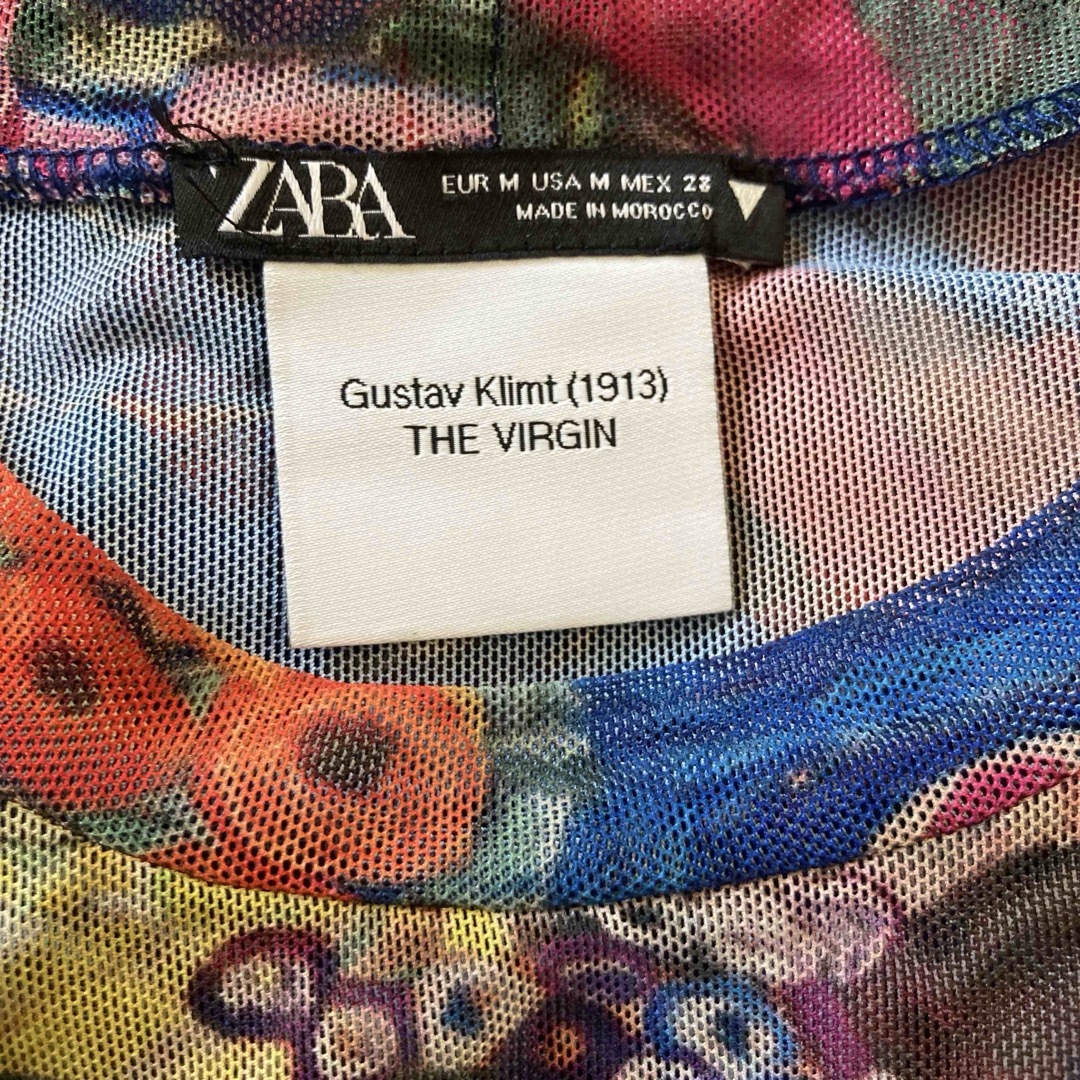 ZARA
EUR M USA M MEX 28
MADE IN MOROCCO
Gustav Klimt (1913)
THE VIRGIN